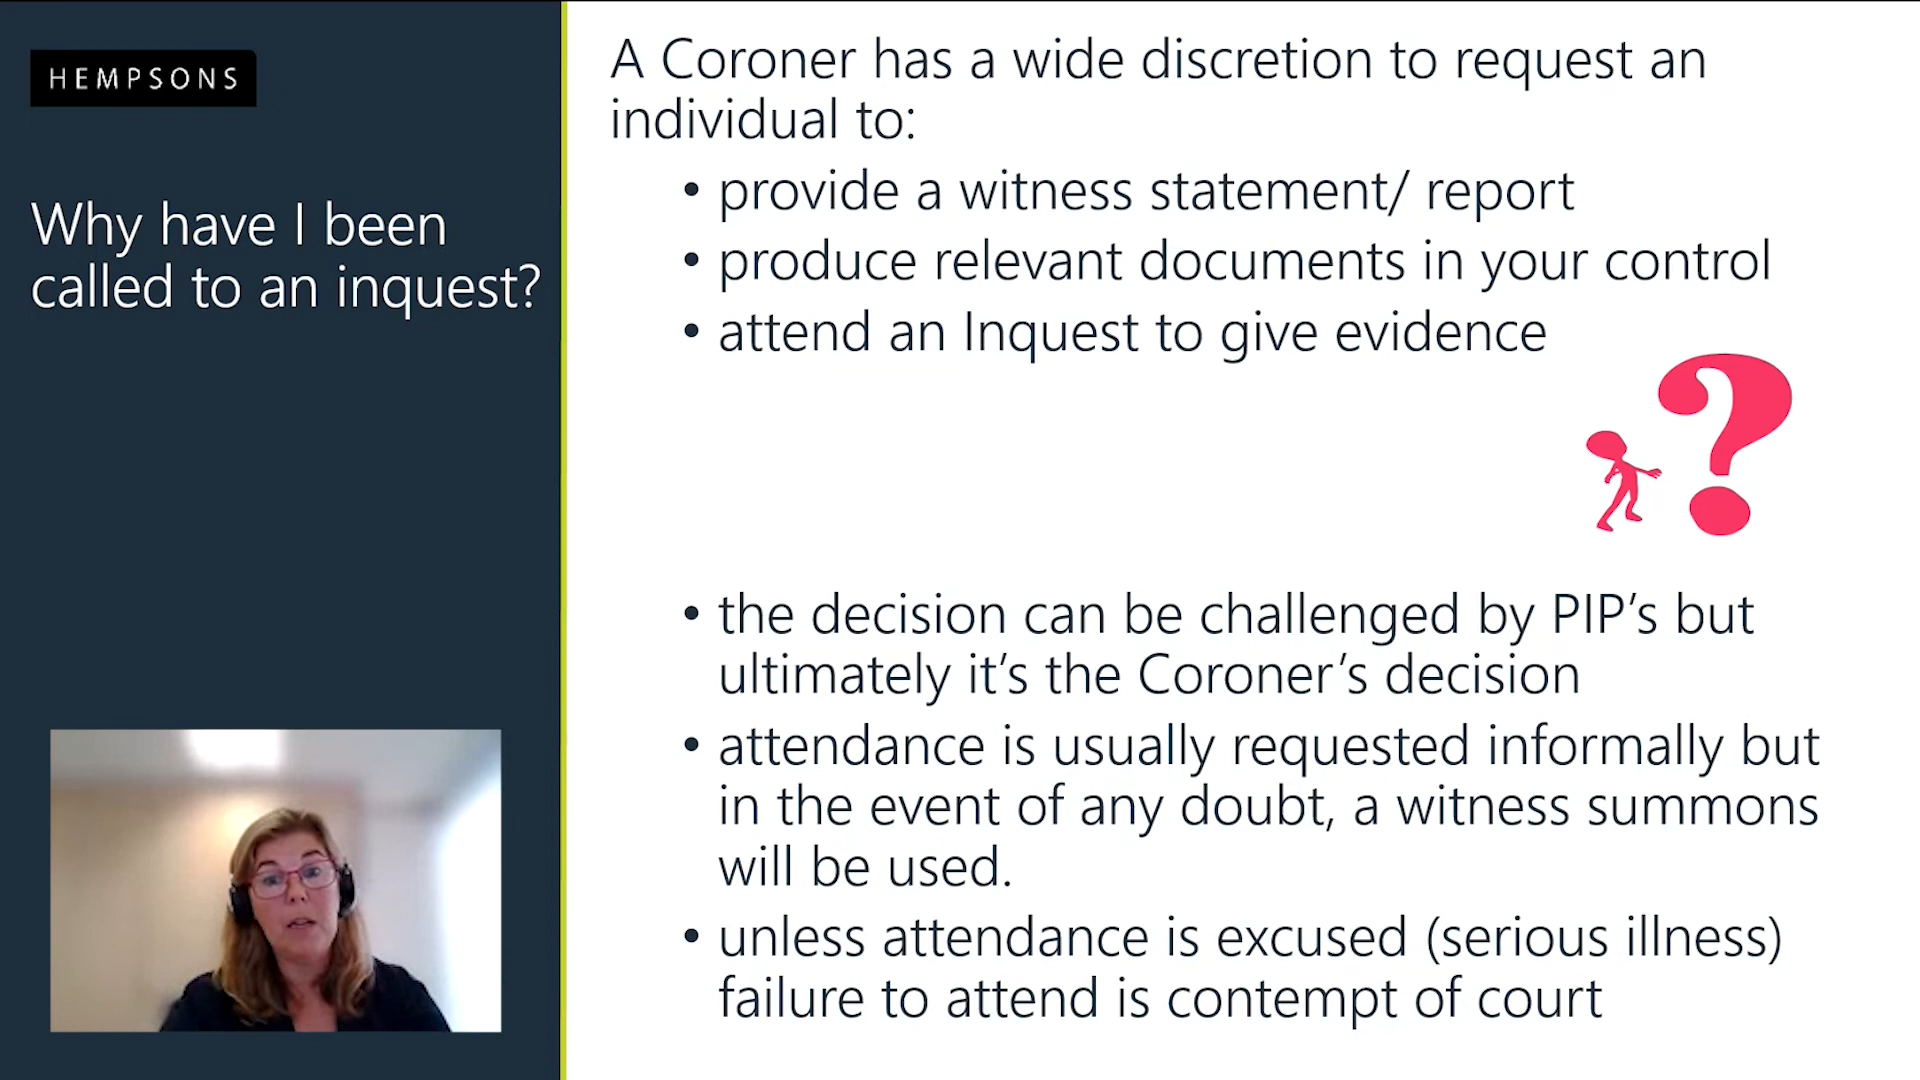 HEMPSONS
Why have I been
called to an inquest?
A Coroner has a wide discretion to request an
individual to:
• provide a witness statement/ report
• produce relevant documents in your control
• attend an Inquest to give evidence
?
• the decision can be challenged by PIP’s but
ultimately it’s the Coroner’s decision
• attendance is usually requested informally but
in the event of any doubt, a witness summons
will be used.
• unless attendance is excused (serious illness)
failure to attend is contempt of court